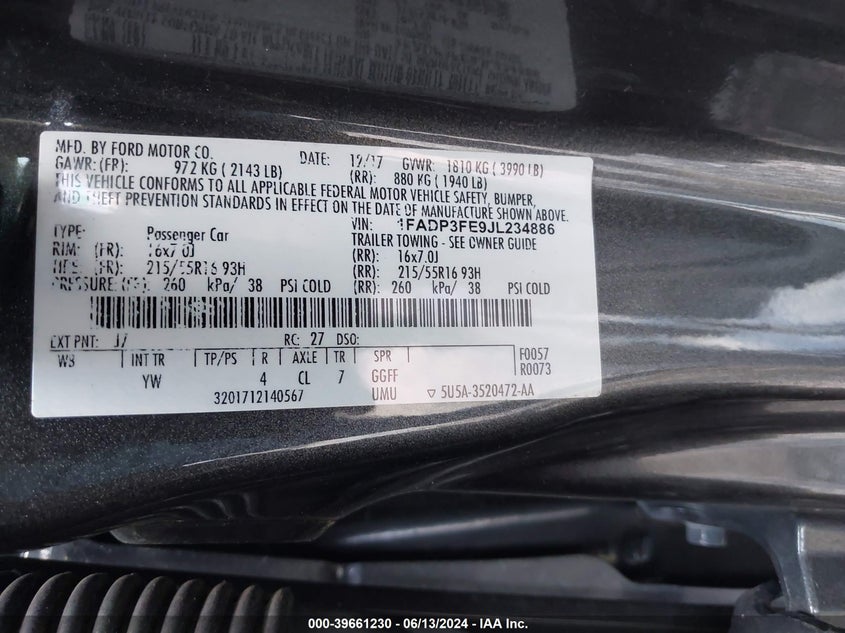 MFD. BY FORD MOTOR CO. DATE: 12/17 GVWR: 1810 KG (3990 LB)
GAWR: (FR): 972 KG (2143 LB) (RR): 880 KG (1940 LB)
THIS VEHICLE CONFORMS TO ALL APPLICABLE FEDERAL MOTOR VEHICLE SAFETY, BUMPER,
AND THEFT PREVENTION STANDARDS IN EFFECT ON THE DATE OF MANUFACTURE SHOWN ABOVE.
VIN: 1FADP3FE9JL234886
TYPE: Passenger Car TRAILER TOWING - SEE OWNER GUIDE
RIM: (FR): 16x7.0J (RR): 16x7.0J
(FR): 215/55R16 93H (RR): 215/55R16 93H
PRESSURE: (FR): 260 kPa/ 38 PSI COLD (RR): 260 kPa/ 38 PSI COLD
EXT PNT: J7 RC: 27 DSO:
WB INT TR TP/PS R AXLE TR SPR F0057
YW 4 CL 7 GGFF R0073
3201712140567 UMU ▽ 5U5A-3520472-AA
000-39661230 - 06/13/2024 - IAA Inc.